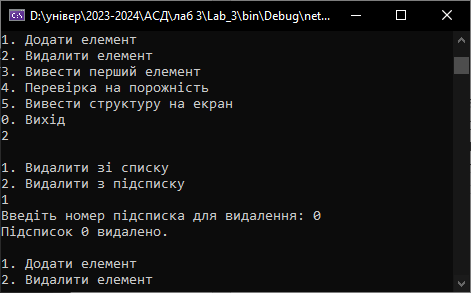 D:\універ\2023-2024\АСД\лаб 3\Lab_3\bin\Debug\net...
1. Додати елемент
2. Видалити елемент
3. Вивести перший елемент
4. Перевірка на порожність
5. Вивести структуру на екран
0. Вихід
2
1. Видалити зі списку
2. Видалити з підсписку
1
Введіть номер підсписка для видалення: 0
Підсписок 0 видалено.
1. Додати елемент
2. Видалити елемент